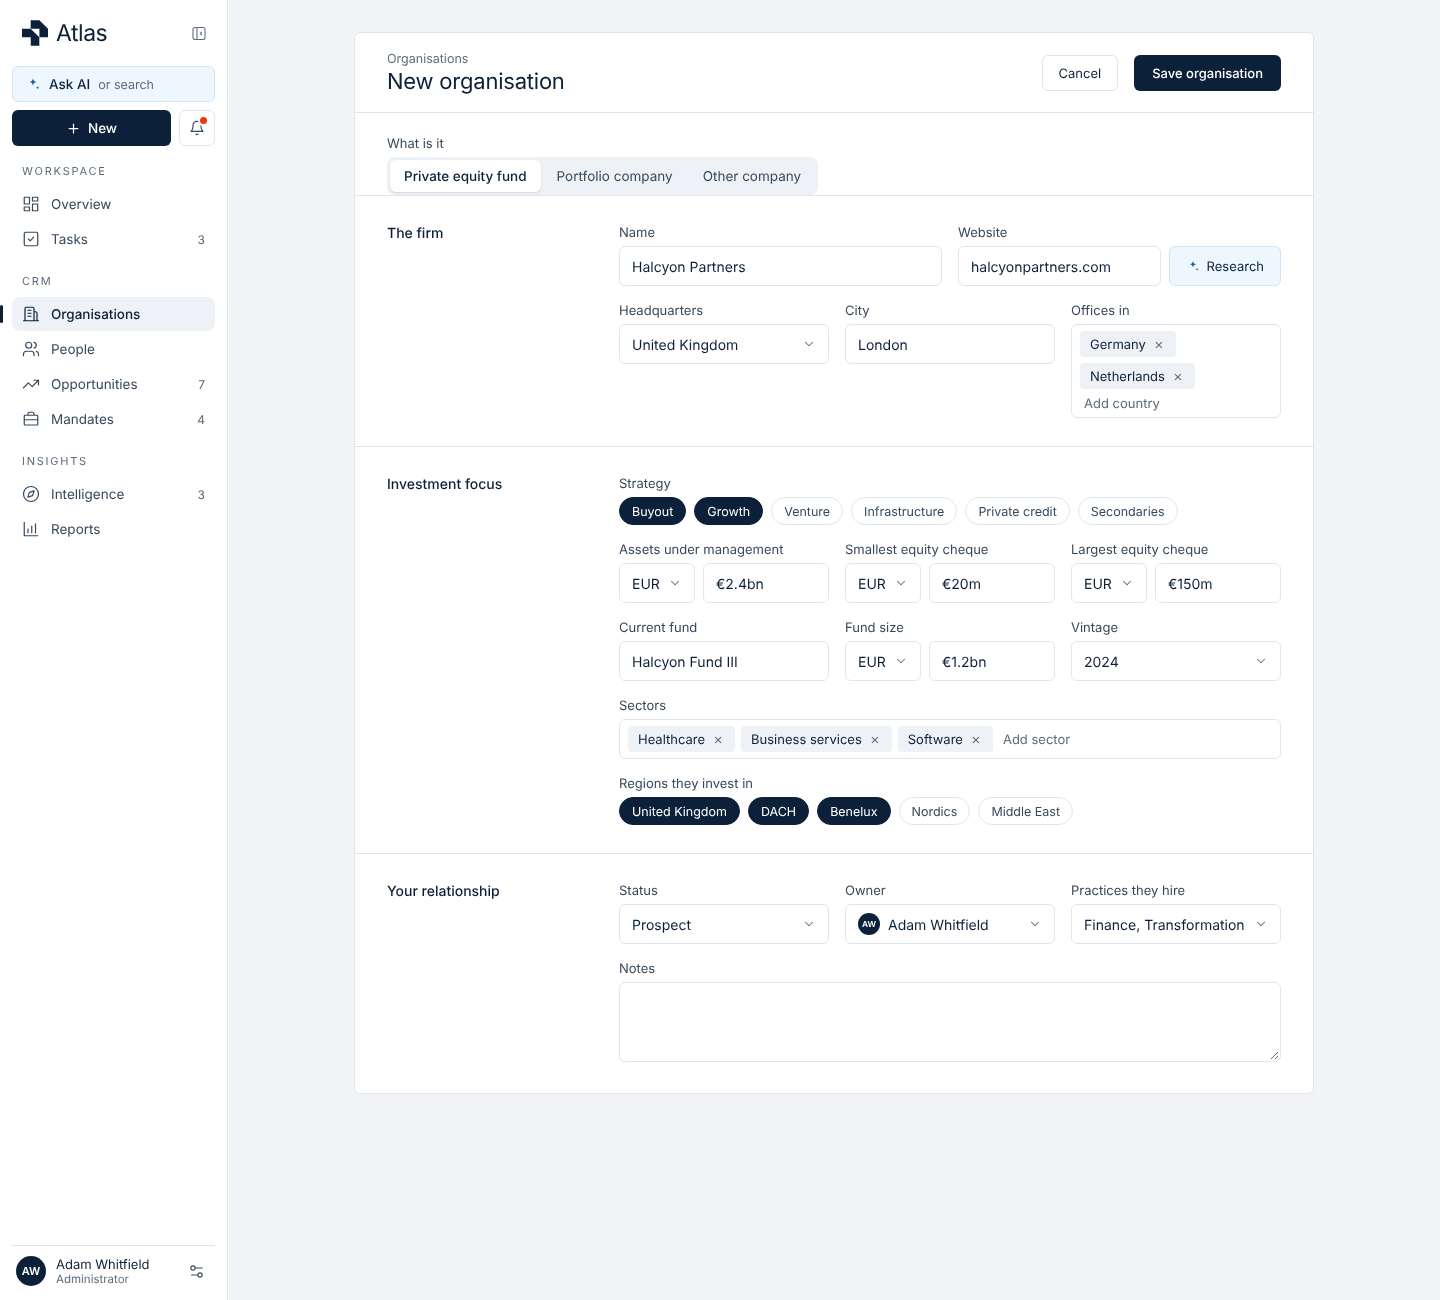 Atlas
Ask AI or search
New
WORKSPACE
Overview
Tasks 3
CRM
Organisations
People
Opportunities 7
Mandates 4
INSIGHTS
Intelligence 3
Reports
AW Adam Whitfield
Administrator
Organisations
New organisation
Cancel Save organisation
What is it
Private equity fund Portfolio company Other company
The firm
Name Website
Halcyon Partners halcyonpartners.com Research
Headquarters City Offices in
United Kingdom London Germany ×
Netherlands ×
Add country
Investment focus
Strategy
Buyout Growth Venture Infrastructure Private credit Secondaries
Assets under management Smallest equity cheque Largest equity cheque
EUR €2.4bn EUR €20m EUR €150m
Current fund Fund size Vintage
Halcyon Fund III EUR €1.2bn 2024
Sectors
Healthcare × Business services × Software × Add sector
Regions they invest in
United Kingdom DACH Benelux Nordics Middle East
Your relationship
Status Owner Practices they hire
Prospect AW Adam Whitfield Finance, Transformation
Notes